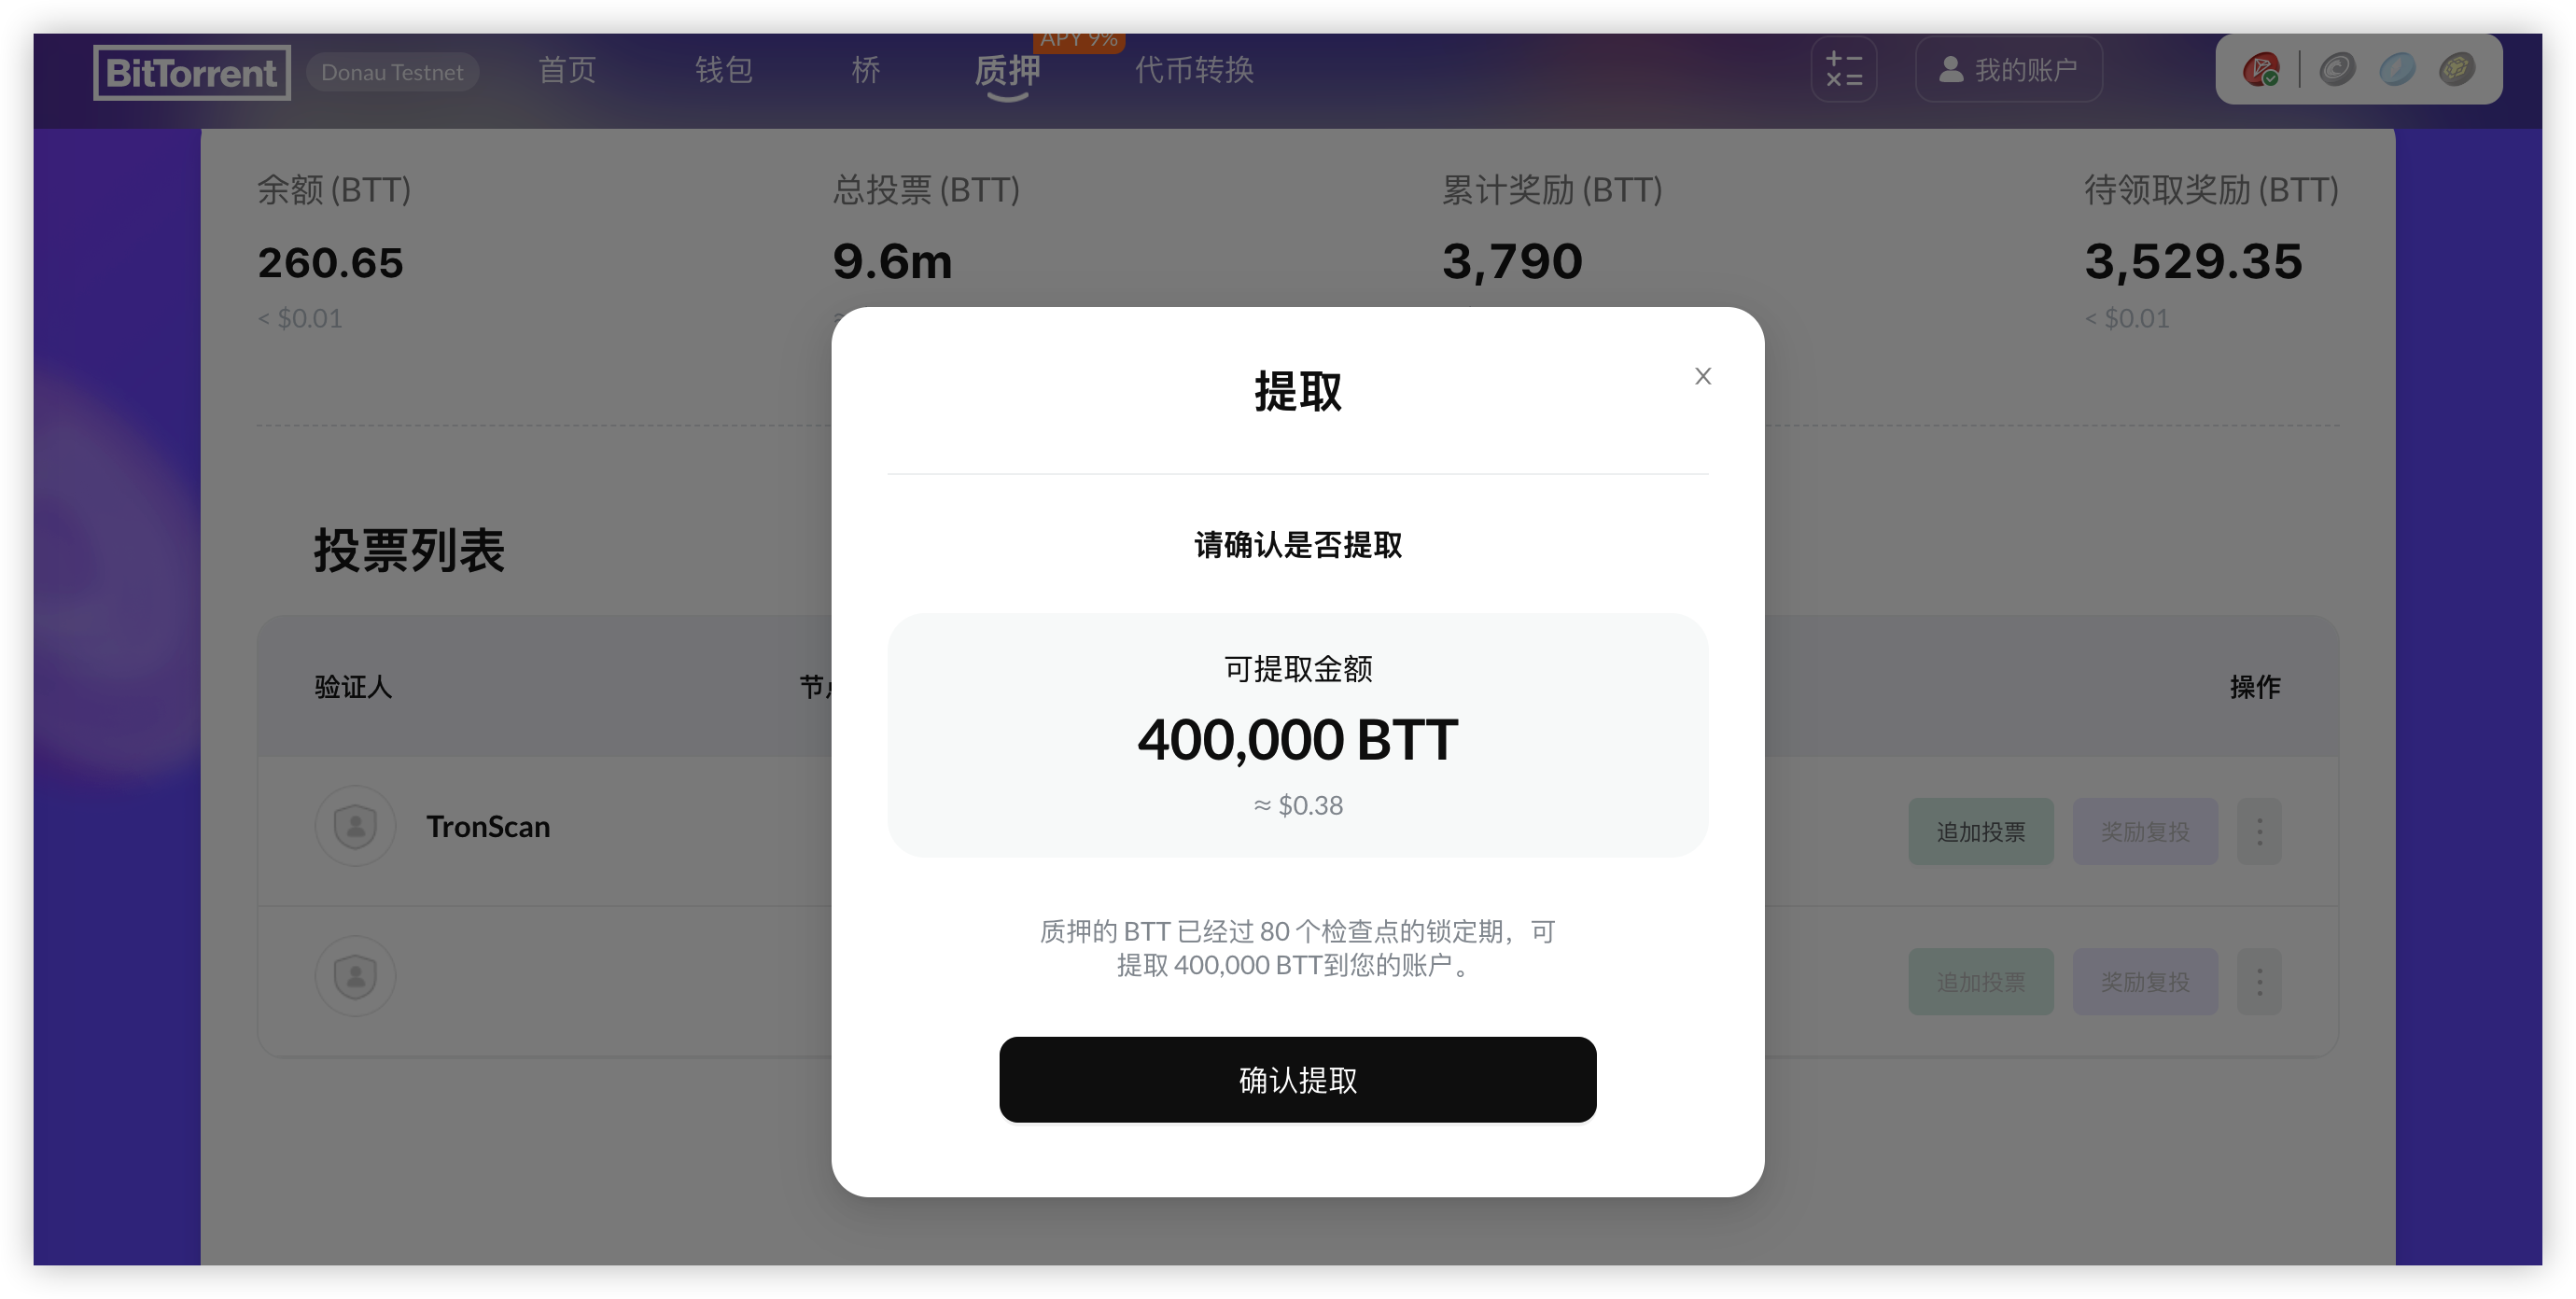 BitTorrent
Donau Testnet
首页
钱包
桥
质押
APY 9%
代币转换
我的账户
余额 (BTT)
总投票 (BTT)
累计奖励 (BTT)
待领取奖励 (BTT)
260.65
9.6m
3,790
3,529.35
< $0.01
< $0.01
提取
请确认是否提取
可提取金额
400,000 BTT
≈ $0.38
质押的 BTT 已经过 80 个检查点的锁定期，可
提取 400,000 BTT到您的账户。
确认提取
投票列表
验证人
节
操作
TronScan
追加投票
奖励复投
追加投票
奖励复投